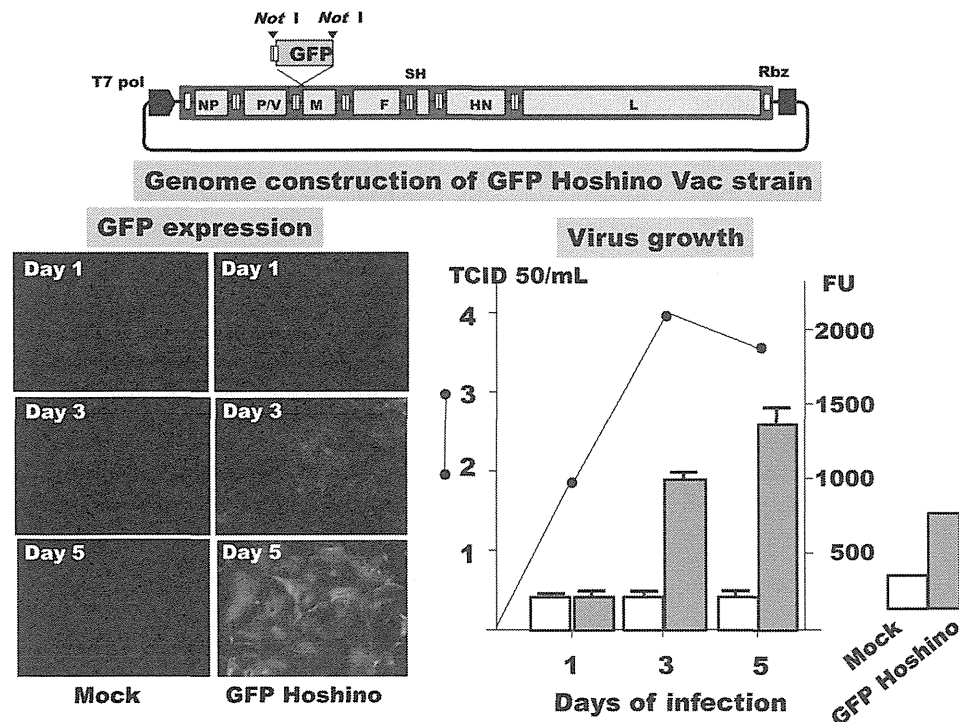 Not I Not I
GFP
T7 pol
SH
Rbz
NP P/V M F HN L
Genome construction of GFP Hoshino Vac strain
GFP expression
Day 1
Day 1
Day 3
Day 3
Day 5
Day 5
Mock
GFP Hoshino
Virus growth
TCID 50/mL
FU
4
3
2
1
2000
1500
1000
500
1 3 5
Days of infection
Mock
GFP Hoshino